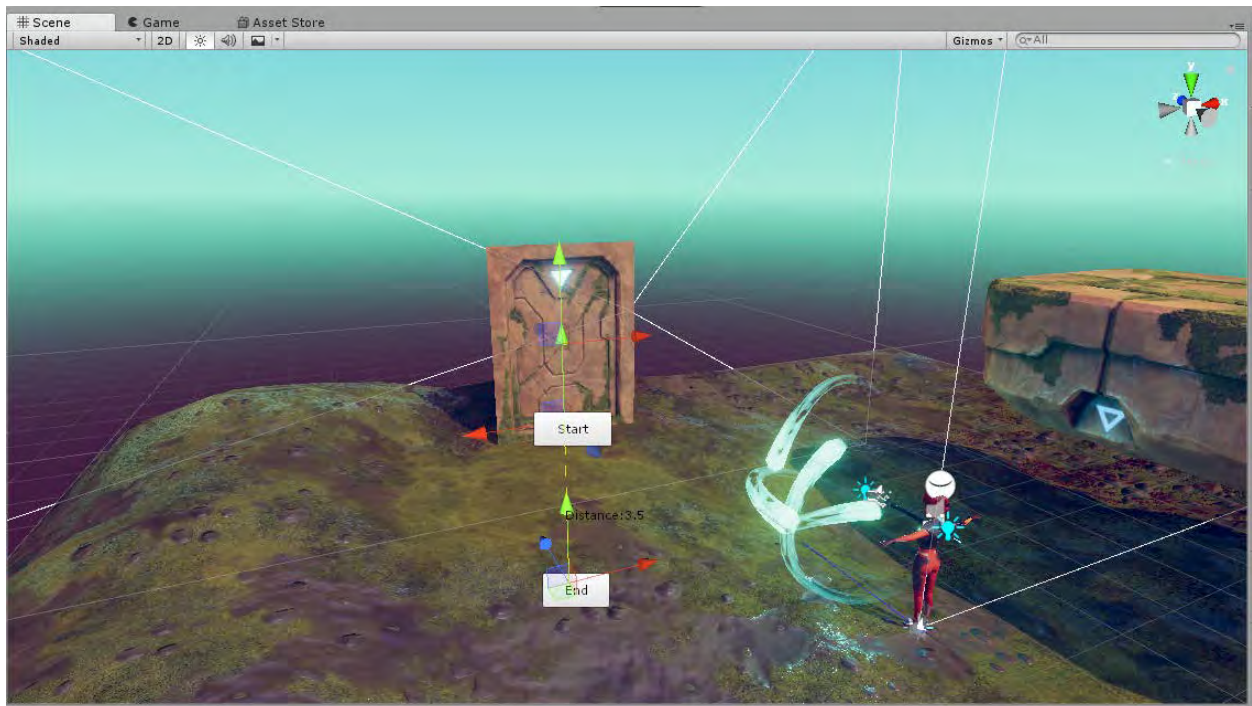 Scene
Game
Asset Store
Shaded
2D
Gizmos
All
y
x
Start
Distance:3.5
End